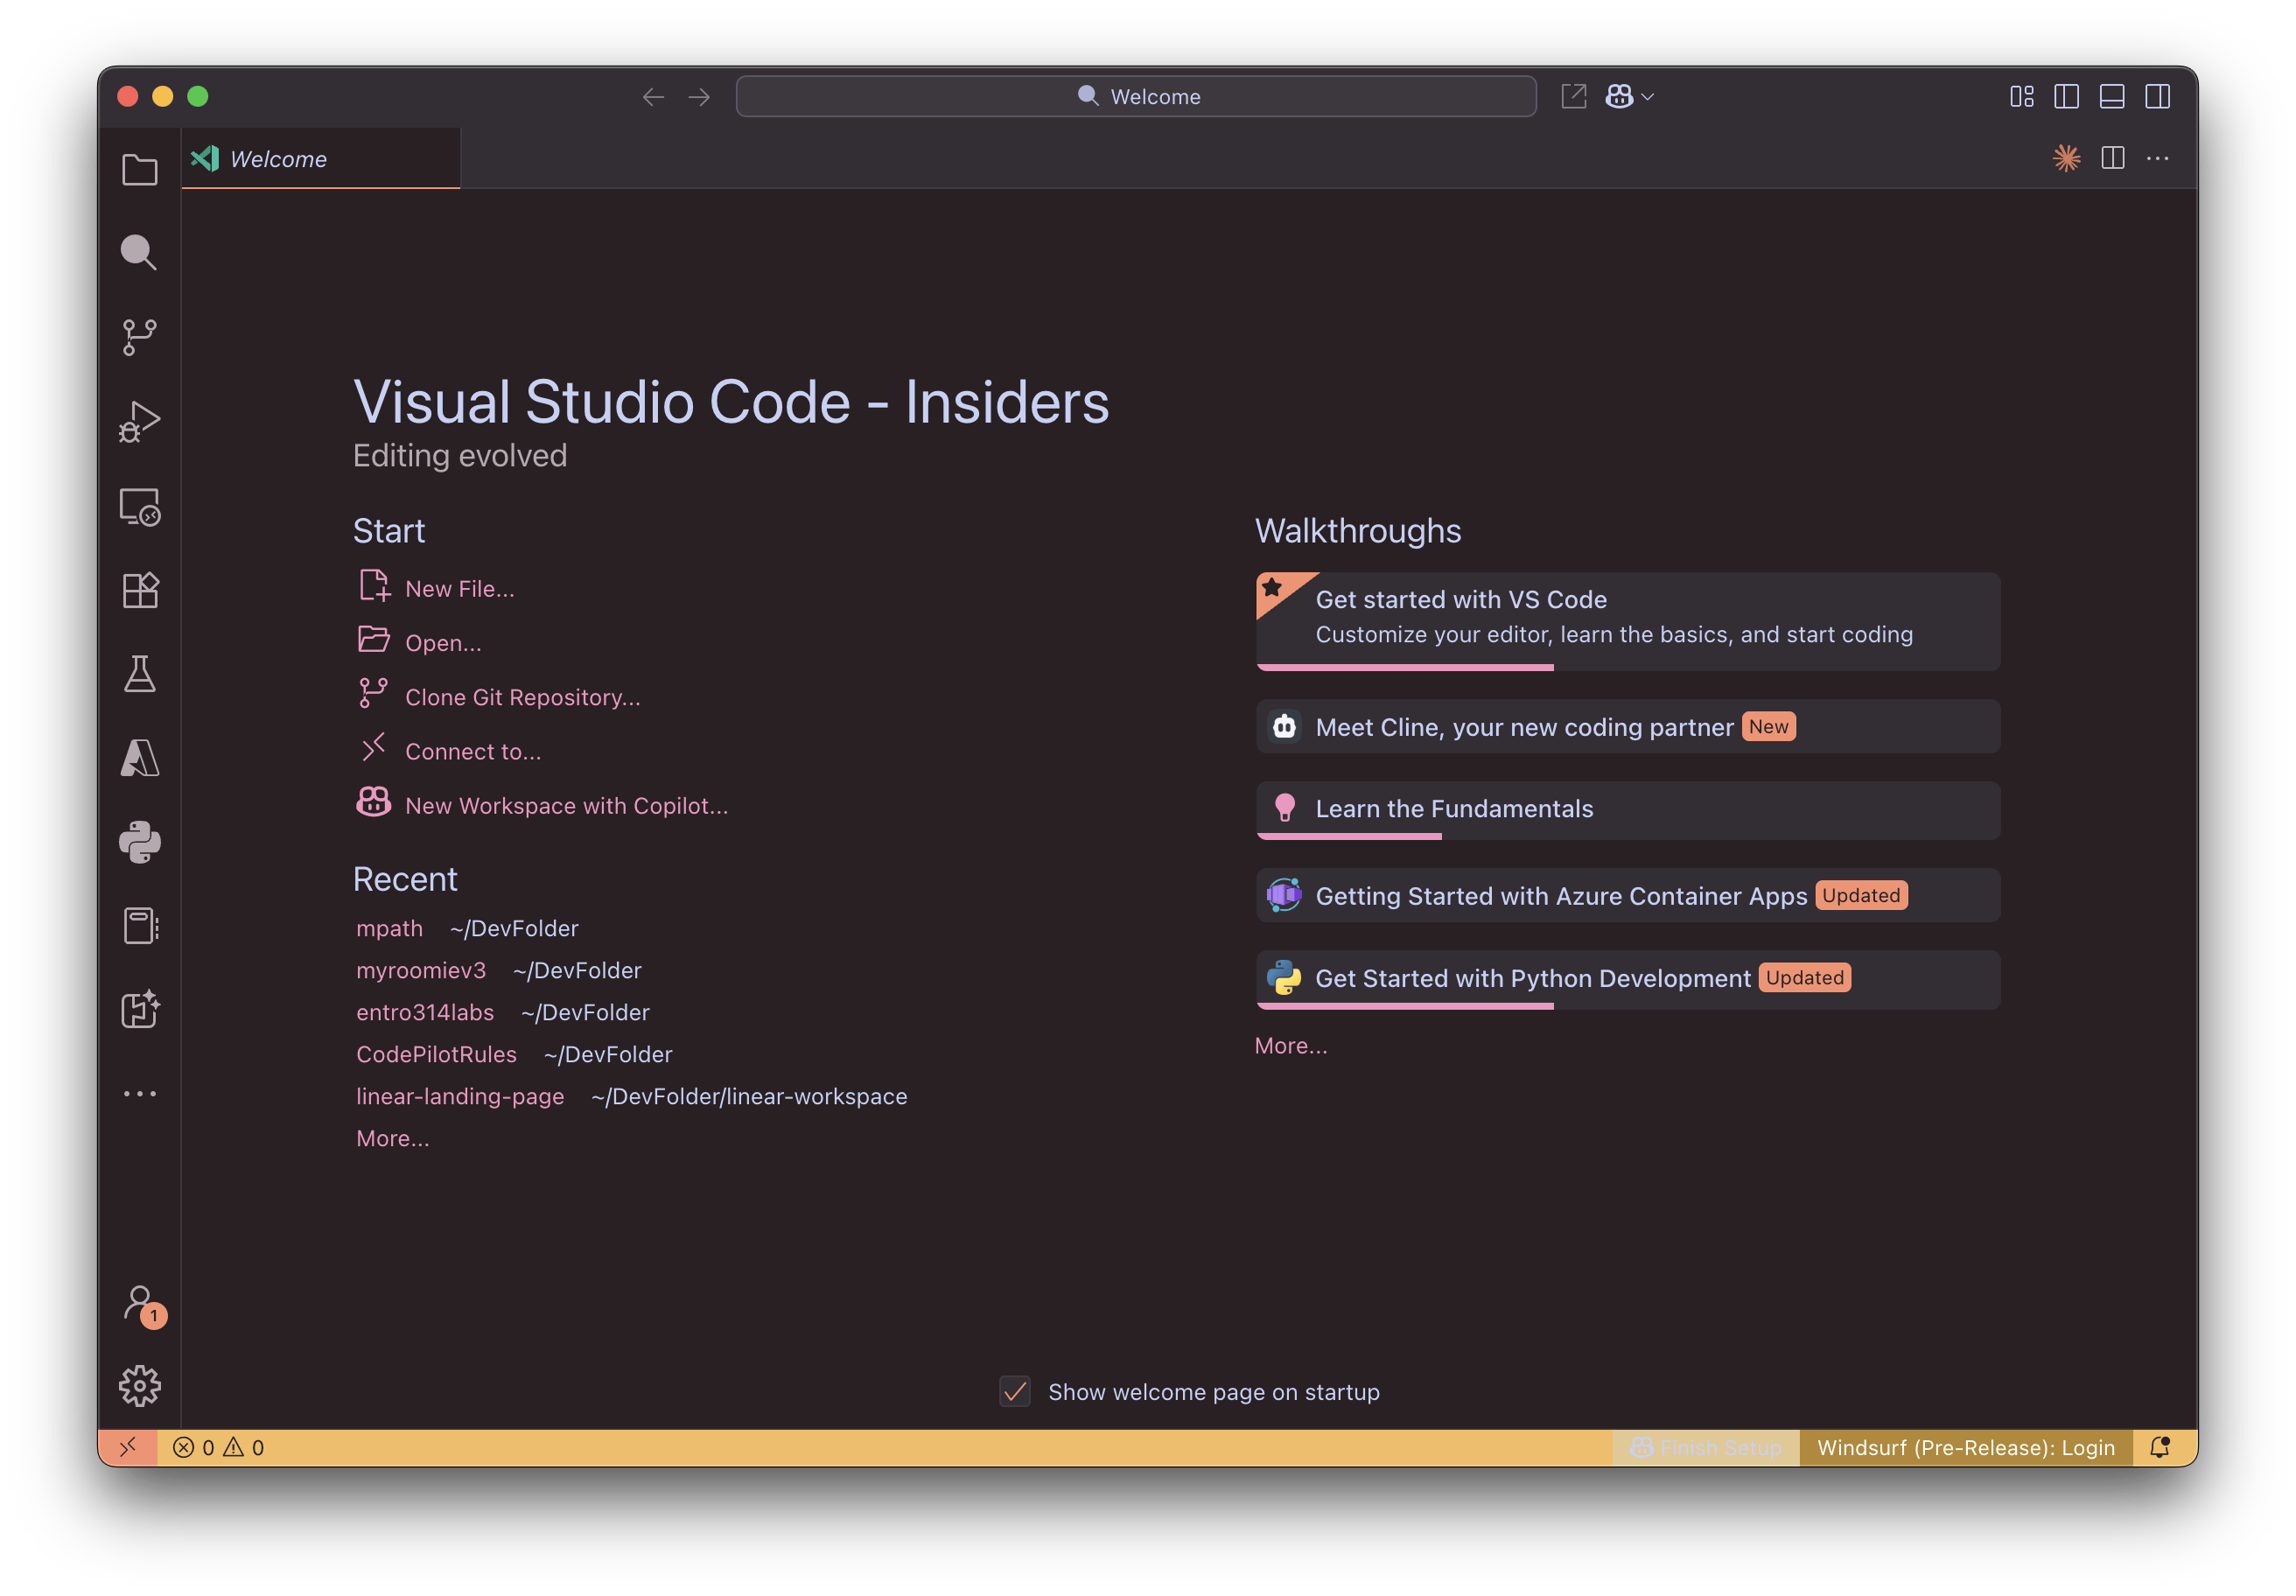 Welcome
Welcome
Visual Studio Code - Insiders
Editing evolved
Start
New File...
Open...
Clone Git Repository...
Connect to...
New Workspace with Copilot...
Recent
mpath ~/DevFolder
myroomiev3 ~/DevFolder
entro314labs ~/DevFolder
CodePilotRules ~/DevFolder
linear-landing-page ~/DevFolder/linear-workspace
More...
Walkthroughs
Get started with VS Code
Customize your editor, learn the basics, and start coding
Meet Cline, your new coding partner New
Learn the Fundamentals
Getting Started with Azure Container Apps Updated
Get Started with Python Development Updated
More...
1
Show welcome page on startup
0 0
Finish Setup
Windsurf (Pre-Release): Login